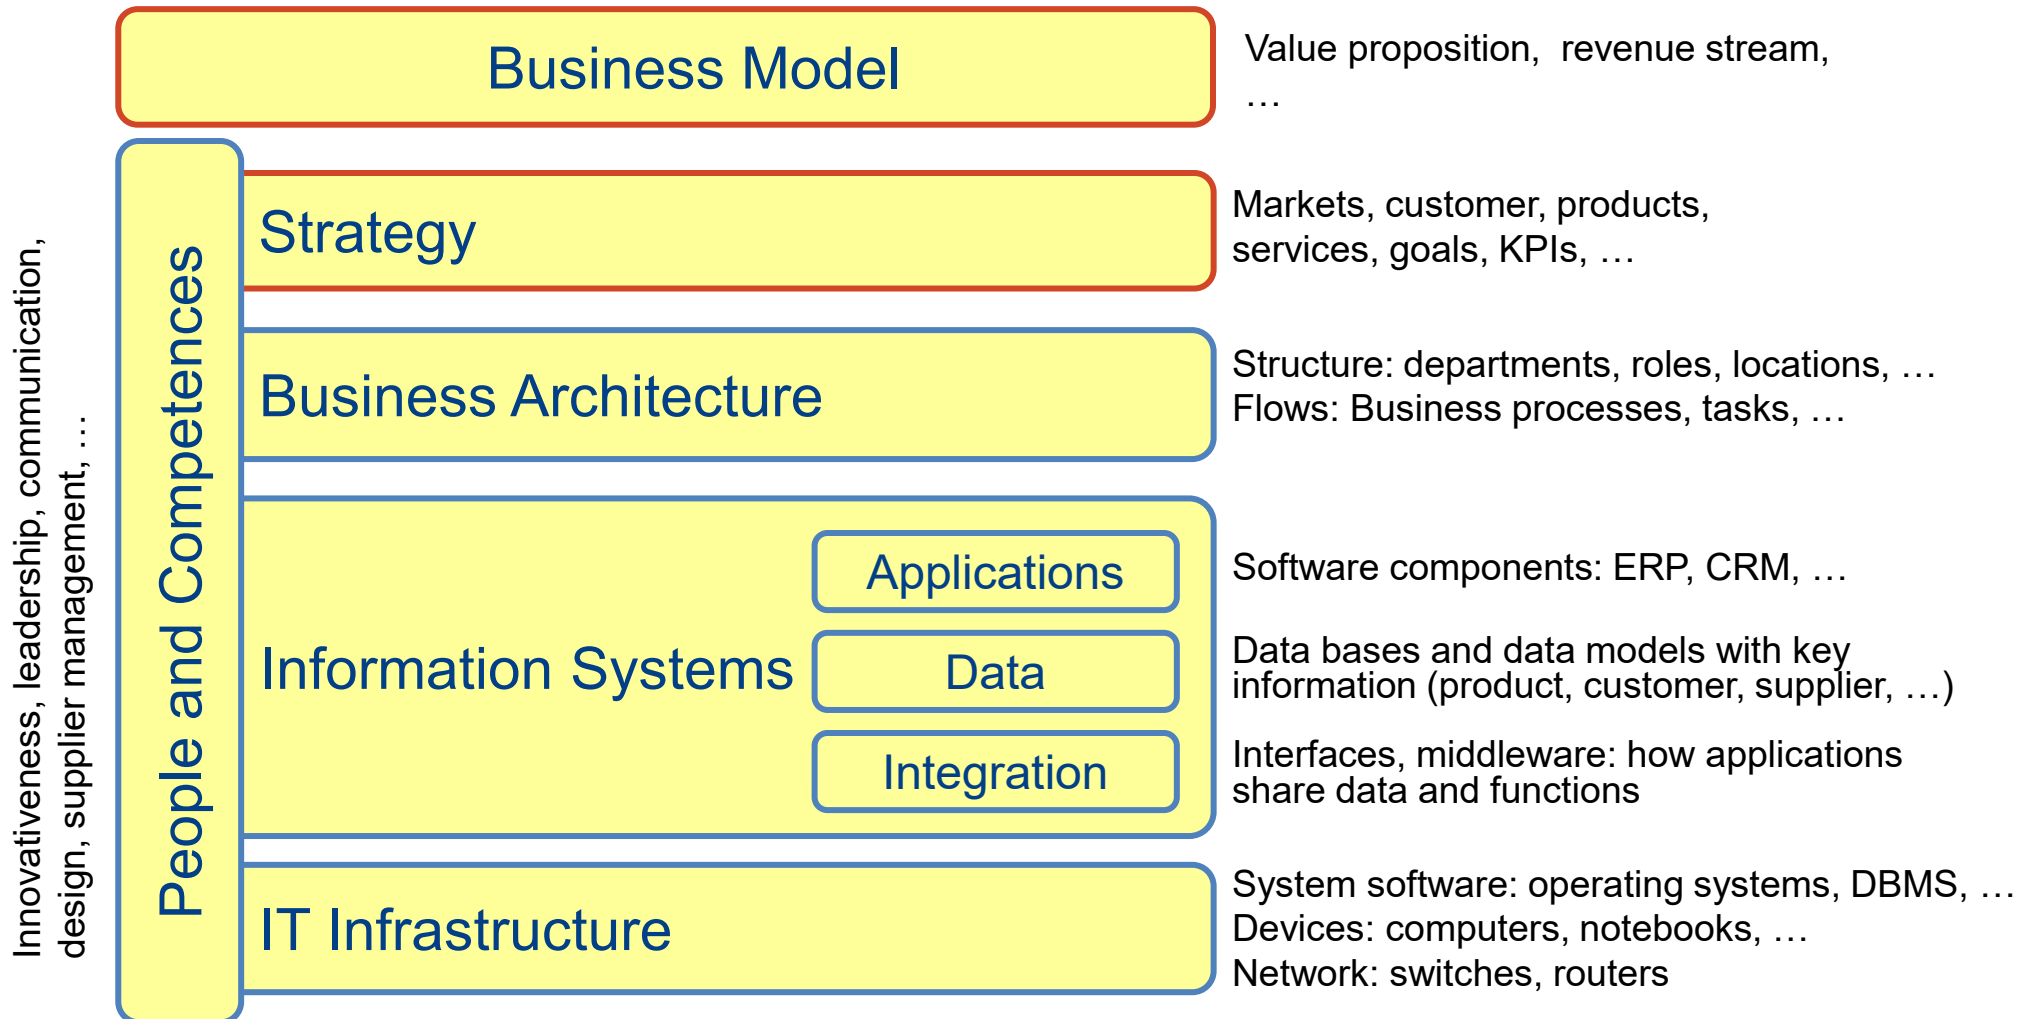 Business Model
Value proposition,  revenue stream,
…
Innovativeness, leadership, communication,
design, supplier management, …
People and Competences
Strategy
Markets, customer, products,
services, goals, KPIs, …
Business Architecture
Structure: departments, roles, locations, …
Flows: Business processes, tasks, …
Information Systems
Applications
Software components: ERP, CRM, …
Data
Data bases and data models with key
information (product, customer, supplier, …)
Integration
Interfaces, middleware: how applications
share data and functions
IT Infrastructure
System software: operating systems, DBMS, …
Devices: computers, notebooks, …
Network: switches, routers